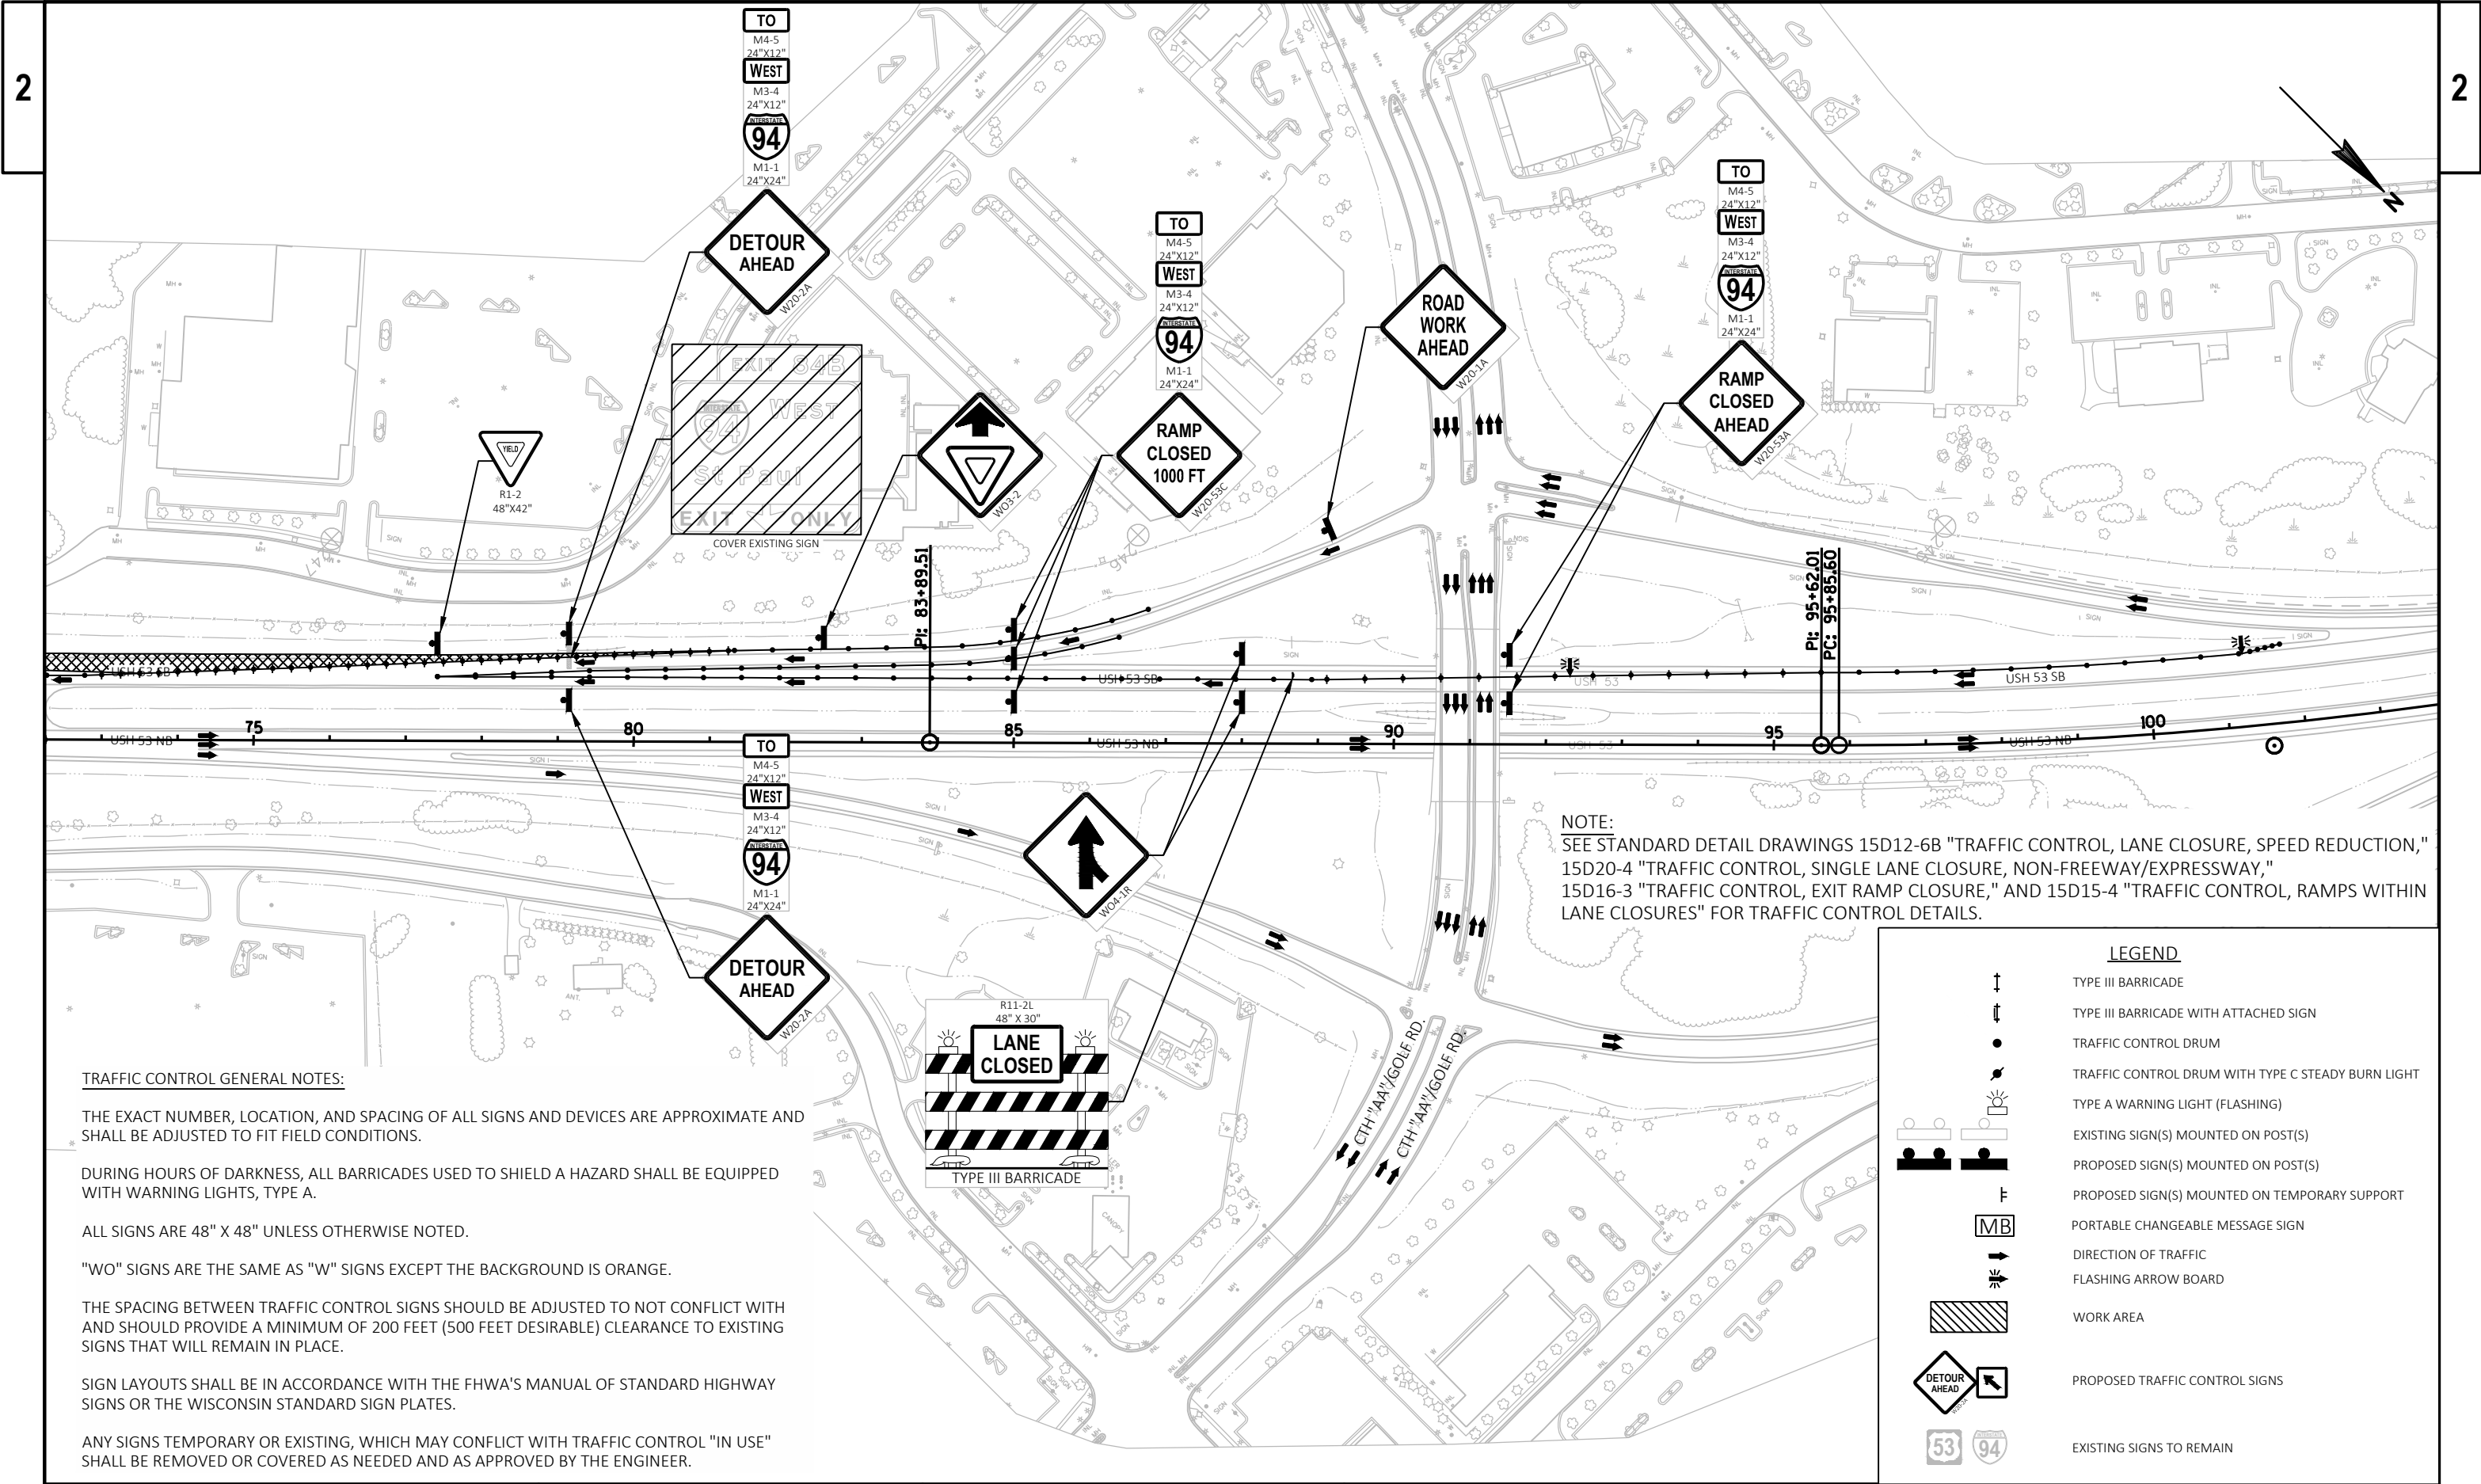 2
2
TO
M4-5
24"X12"
WEST
M3-4
24"X12"
INTERSTATE
94
M1-1
24"X24"
DETOUR
AHEAD
W20-2A
TO
M4-5
24"X12"
WEST
M3-4
24"X12"
INTERSTATE
94
M1-1
24"X24"
RAMP
CLOSED
1000 FT
W20-53C
ROAD
WORK
AHEAD
W20-1A
TO
M4-5
24"X12"
WEST
M3-4
24"X12"
INTERSTATE
94
M1-1
24"X24"
RAMP
CLOSED
AHEAD
W20-53A
N
YIELD
R1-2
48"X42"
EXIT 84B
INTERSTATE
94
WEST
St Paul
EXIT ONLY
COVER EXISTING SIGN
WO3-2
PI: 83+89.51
PI: 95+62.01
PC: 95+85.60
USH 53 SB
USH 53 SB
USH 53
USH 53 SB
75
80
85
90
95
100
USH 53 NB
USH 53 NB
USH 53
USH 53 NB
TO
M4-5
24"X12"
WEST
M3-4
24"X12"
INTERSTATE
94
M1-1
24"X24"
DETOUR
AHEAD
W20-2A
WO4-1R
R11-2L
48" X 30"
LANE
CLOSED
TYPE III BARRICADE
CANOPY
ANT.
CTH "AA"/GOLF RD.
CTH "AA"/GOLF RD.
NOTE:
SEE STANDARD DETAIL DRAWINGS 15D12-6B "TRAFFIC CONTROL, LANE CLOSURE, SPEED REDUCTION,"
15D20-4 "TRAFFIC CONTROL, SINGLE LANE CLOSURE, NON-FREEWAY/EXPRESSWAY,"
15D16-3 "TRAFFIC CONTROL, EXIT RAMP CLOSURE," AND 15D15-4 "TRAFFIC CONTROL, RAMPS WITHIN
LANE CLOSURES" FOR TRAFFIC CONTROL DETAILS.
TRAFFIC CONTROL GENERAL NOTES:
THE EXACT NUMBER, LOCATION, AND SPACING OF ALL SIGNS AND DEVICES ARE APPROXIMATE AND
SHALL BE ADJUSTED TO FIT FIELD CONDITIONS.
DURING HOURS OF DARKNESS, ALL BARRICADES USED TO SHIELD A HAZARD SHALL BE EQUIPPED
WITH WARNING LIGHTS, TYPE A.
ALL SIGNS ARE 48" X 48" UNLESS OTHERWISE NOTED.
"WO" SIGNS ARE THE SAME AS "W" SIGNS EXCEPT THE BACKGROUND IS ORANGE.
THE SPACING BETWEEN TRAFFIC CONTROL SIGNS SHOULD BE ADJUSTED TO NOT CONFLICT WITH
AND SHOULD PROVIDE A MINIMUM OF 200 FEET (500 FEET DESIRABLE) CLEARANCE TO EXISTING
SIGNS THAT WILL REMAIN IN PLACE.
SIGN LAYOUTS SHALL BE IN ACCORDANCE WITH THE FHWA'S MANUAL OF STANDARD HIGHWAY
SIGNS OR THE WISCONSIN STANDARD SIGN PLATES.
ANY SIGNS TEMPORARY OR EXISTING, WHICH MAY CONFLICT WITH TRAFFIC CONTROL "IN USE"
SHALL BE REMOVED OR COVERED AS NEEDED AND AS APPROVED BY THE ENGINEER.
LEGEND
TYPE III BARRICADE
TYPE III BARRICADE WITH ATTACHED SIGN
TRAFFIC CONTROL DRUM
TRAFFIC CONTROL DRUM WITH TYPE C STEADY BURN LIGHT
TYPE A WARNING LIGHT (FLASHING)
EXISTING SIGN(S) MOUNTED ON POST(S)
PROPOSED SIGN(S) MOUNTED ON POST(S)
PROPOSED SIGN(S) MOUNTED ON TEMPORARY SUPPORT
MB PORTABLE CHANGEABLE MESSAGE SIGN
DIRECTION OF TRAFFIC
FLASHING ARROW BOARD
WORK AREA
DETOUR
AHEAD
W20-2A
PROPOSED TRAFFIC CONTROL SIGNS
53
94
EXISTING SIGNS TO REMAIN